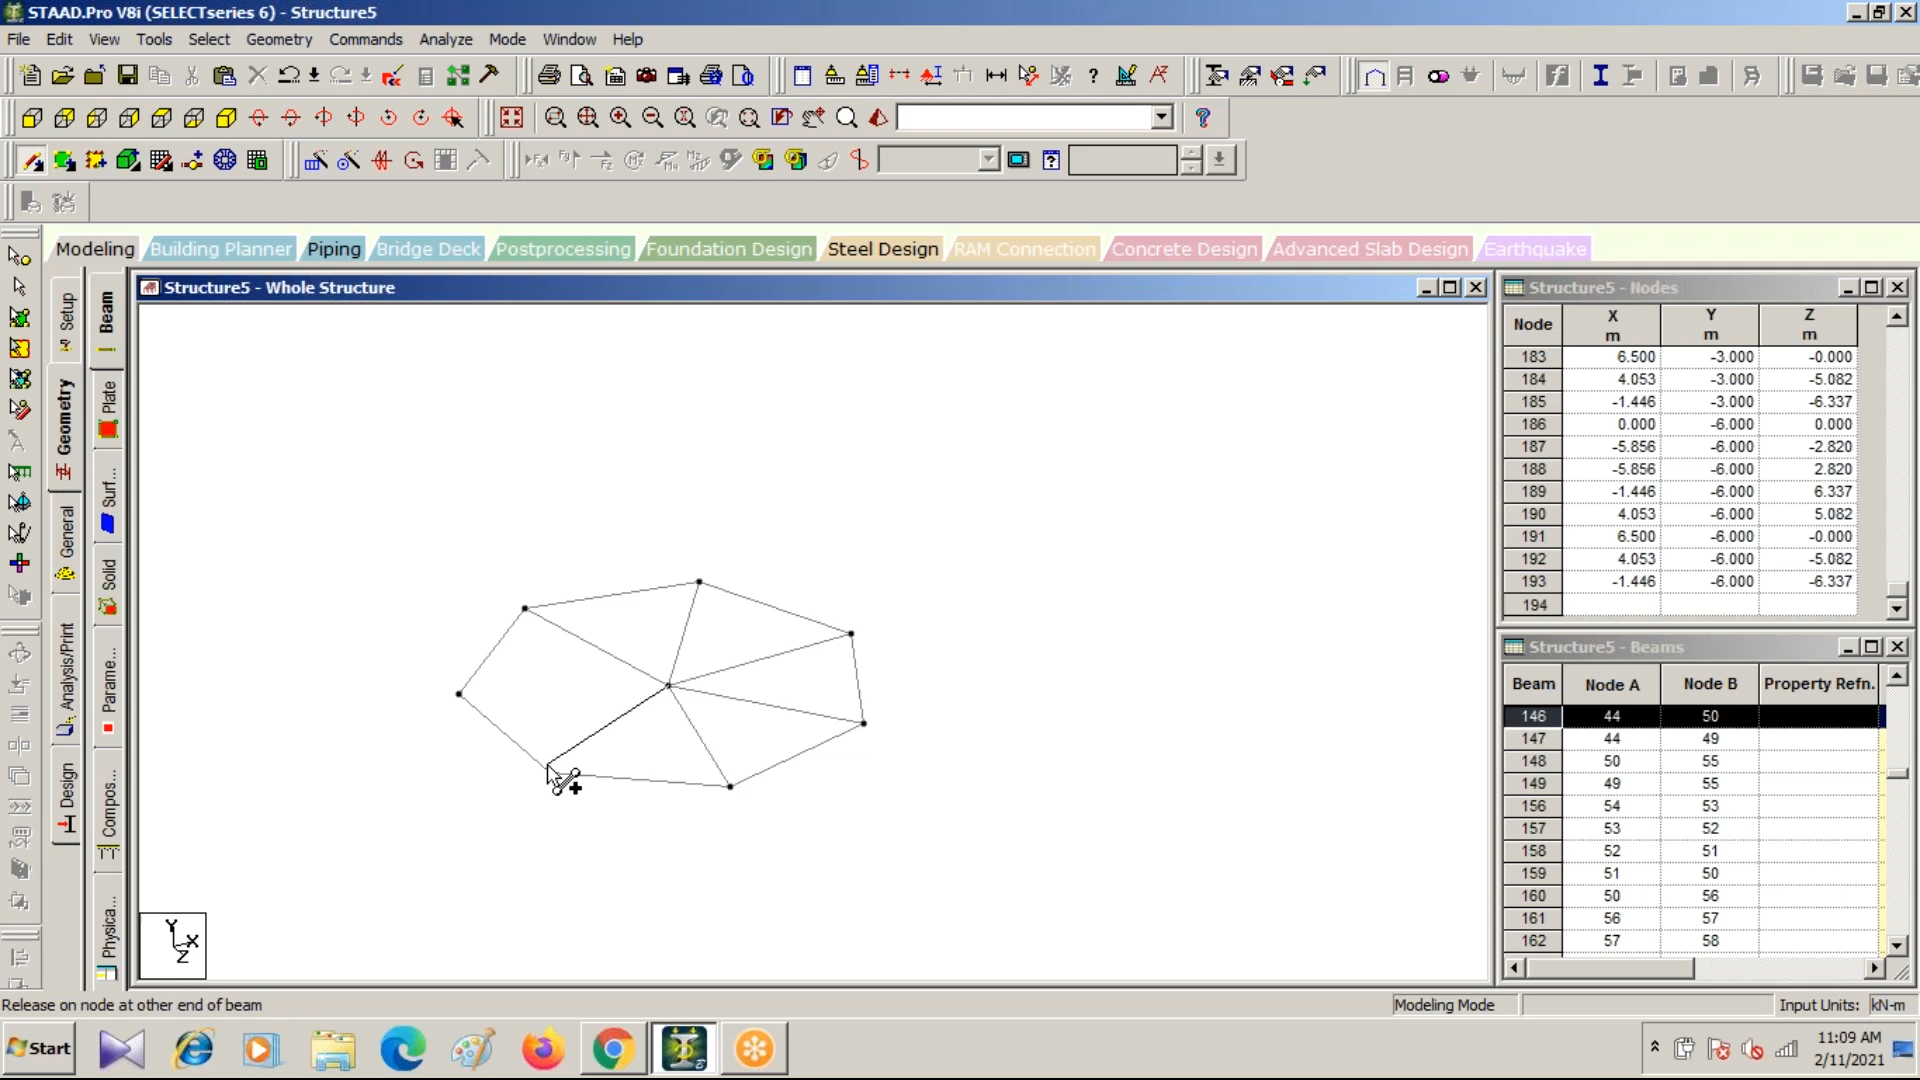 STAAD.Pro V8i (SELECTseries 6) - Structure5
File Edit View Tools Select Geometry Commands Analyze Mode Window Help
Modeling Building Planner Piping Bridge Deck Postprocessing Foundation Design Steel Design RAM Connection Concrete Design Advanced Slab Design Earthquake
Setup
Geometry
General
Analysis/Print
Design
Beam
Plate
Surf...
Solid
Parame...
Compos...
Physica...
Structure5 - Whole Structure
Y
X
Z
Structure5 - Nodes
Node X m Y m Z m
183 6.500 -3.000 -0.000
184 4.053 -3.000 -5.082
185 -1.446 -3.000 -6.337
186 0.000 -6.000 0.000
187 -5.856 -6.000 -2.820
188 -5.856 -6.000 2.820
189 -1.446 -6.000 6.337
190 4.053 -6.000 5.082
191 6.500 -6.000 -0.000
192 4.053 -6.000 -5.082
193 -1.446 -6.000 -6.337
194
Structure5 - Beams
Beam Node A Node B Property Refn.
146 44 50
147 44 49
148 50 55
149 49 55
156 54 53
157 53 52
158 52 51
159 51 50
160 50 56
161 56 57
162 57 58
Release on node at other end of beam
Modeling Mode
Input Units: kN-m
Start
11:09 AM
2/11/2021